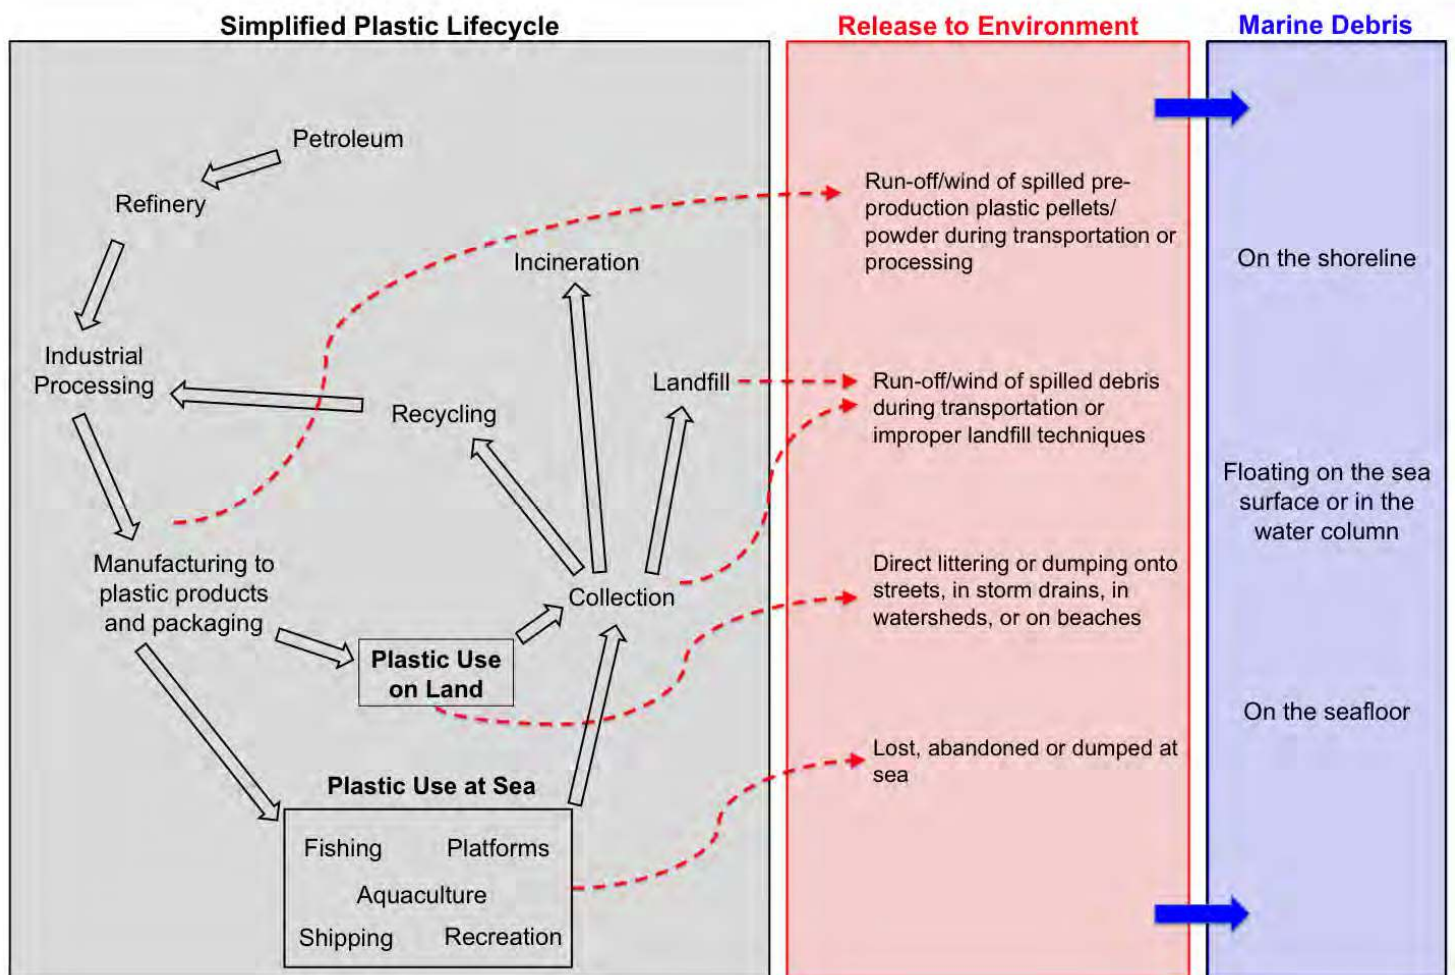 Simplified Plastic Lifecycle
Release to Environment
Marine Debris
Petroleum
Refinery
Industrial
Processing
Recycling
Incineration
Landfill
Manufacturing to
plastic products
and packaging
Collection
Plastic Use
on Land
Plastic Use at Sea
Fishing
Platforms
Aquaculture
Shipping
Recreation
Run-off/wind of spilled pre-
production plastic pellets/
powder during transportation or
processing
Run-off/wind of spilled debris
during transportation or
improper landfill techniques
Direct littering or dumping onto
streets, in storm drains, in
watersheds, or on beaches
Lost, abandoned or dumped at
sea
On the shoreline
Floating on the sea
surface or in the
water column
On the seafloor